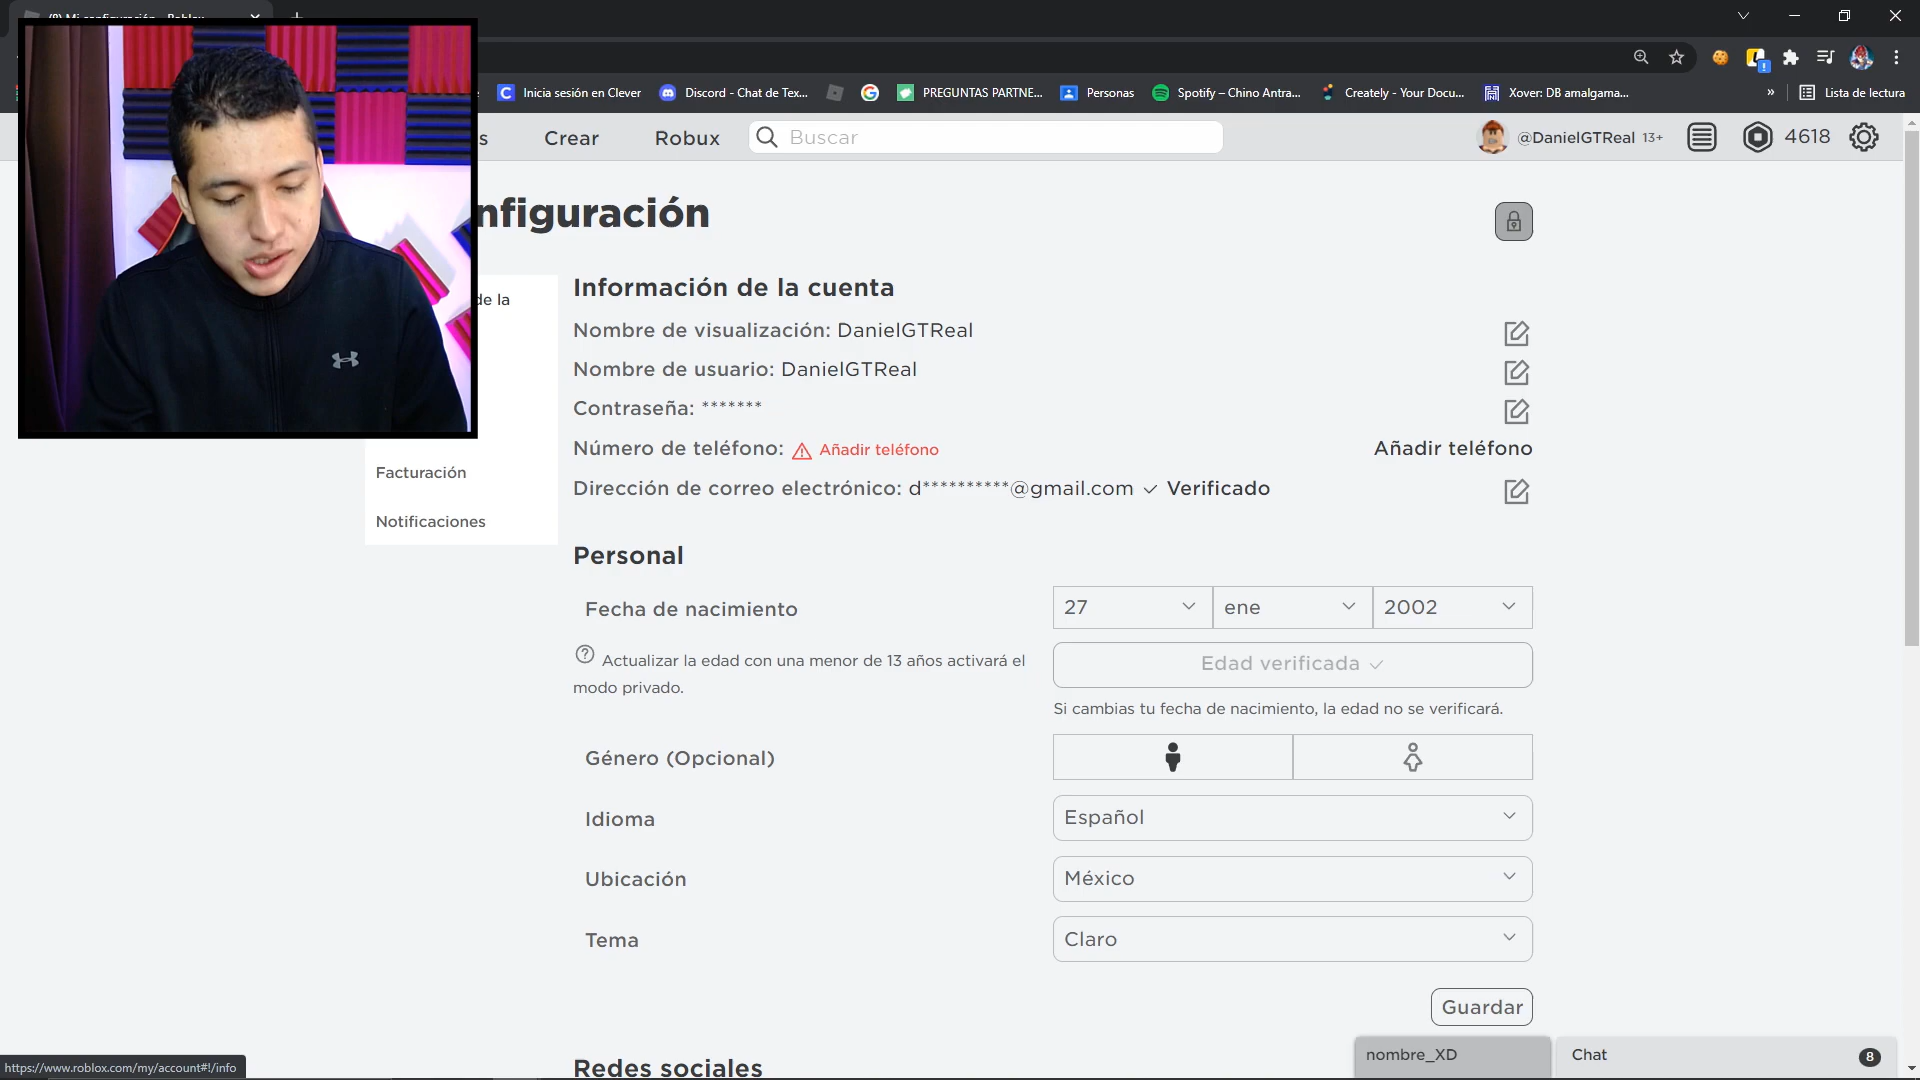 (8) Mi configuración - Roblox
Inicia sesión en Clever
Discord - Chat de Tex...
PREGUNTAS PARTNE...
Personas
Spotify – Chino Antra...
Creately - Your Docu...
Xover: DB amalgama...
»
Lista de lectura
s
Crear
Robux
Buscar
@DanielGTReal 13+
4618
nfiguración
de la
Facturación
Notificaciones
Información de la cuenta
Nombre de visualización: DanielGTReal
Nombre de usuario: DanielGTReal
Contraseña: *******
Número de teléfono: Añadir teléfono
Añadir teléfono
Dirección de correo electrónico: d**********@gmail.com ✓ Verificado
Personal
Fecha de nacimiento
27
ene
2002
Actualizar la edad con una menor de 13 años activará el
modo privado.
Edad verificada ✓
Si cambias tu fecha de nacimiento, la edad no se verificará.
Género (Opcional)
Idioma
Español
Ubicación
México
Tema
Claro
Guardar
Redes sociales
nombre_XD
Chat
8
https://www.roblox.com/my/account#!/info